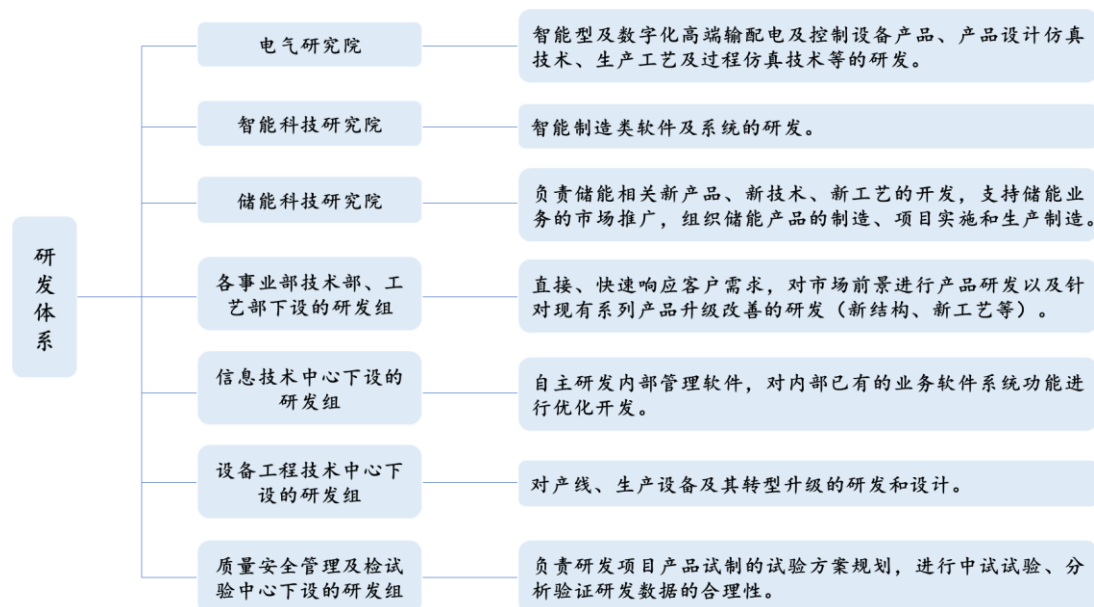 研发体系
电气研究院
智能型及数字化高端输配电及控制设备产品、产品设计仿真
技术、生产工艺及过程仿真技术等的研发。
智能科技研究院
智能制造类软件及系统的研发。
储能科技研究院
负责储能相关新产品、新技术、新工艺的开发，支持储能业
务的市场推广，组织储能产品的制造、项目实施和生产制造。
各事业部技术部、工
艺部下设的研发组
直接、快速响应客户需求，对市场前景进行产品研发以及针
对现有系列产品升级改善的研发（新结构、新工艺等）。
信息技术中心下设的
研发组
自主研发内部管理软件，对内部已有的业务软件系统功能进
行优化开发。
设备工程技术中心下
设的研发组
对产线、生产设备及其转型升级的研发和设计。
质量安全管理及检试
验中心下设的研发组
负责研发项目产品试制的试验方案规划，进行中试试验、分
析验证研发数据的合理性。